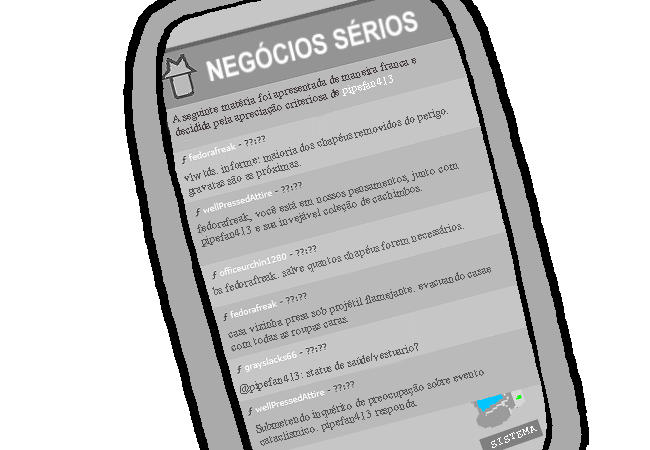 NEGÓCIOS SÉRIOS
A seguinte matéria foi apresentada de maneira franca e
decidida pela apreciação criteriosa de pipefan413
ƒ fedorafreak - ??:??
vlw tds. informe: maioria dos chapéus removidos do perigo.
gravatas são as próximas.
ƒ wellPressedAttire - ??:??
fedorafreak, você está em nossos pensamentos, junto com
pipefan413 e sua invejável coleção de cachimbos.
ƒ officeurchin1280 - ??:??
bs fedorafreak. salve quantos chapéus forem necessários.
ƒ fedorafreak - ??:??
casa vizinha presa sob projétil flamejante. evacuando casas
com todas as roupas caras.
ƒ grayslacks66 - ??:??
@pipefan413: status de saúde/vestuário?
ƒ wellPressedAttire - ??:??
Submetendo inquérito de preocupação sobre evento
cataclísmico. pipefan413 responda.
SISTEMA